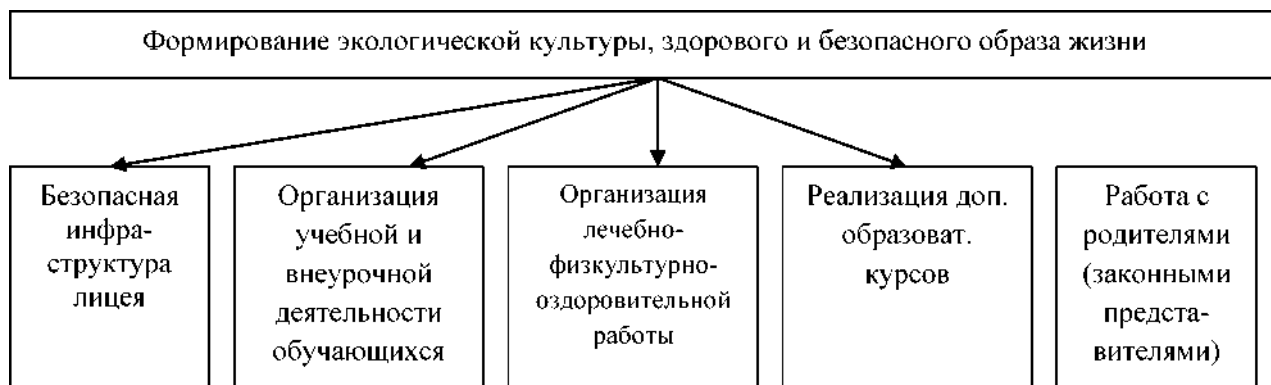 Формирование экологической культуры, здорового и безопасного образа жизни
Безопасная
инфра-
структура
лицея
Организация
учебной и
внеурочной
деятельности
обучающихся
Организация
лечебно-
физкультурно-
оздоровительной
работы
Реализация доп.
образоват.
курсов
Работа с
родителями
(законными
предста-
вителями)